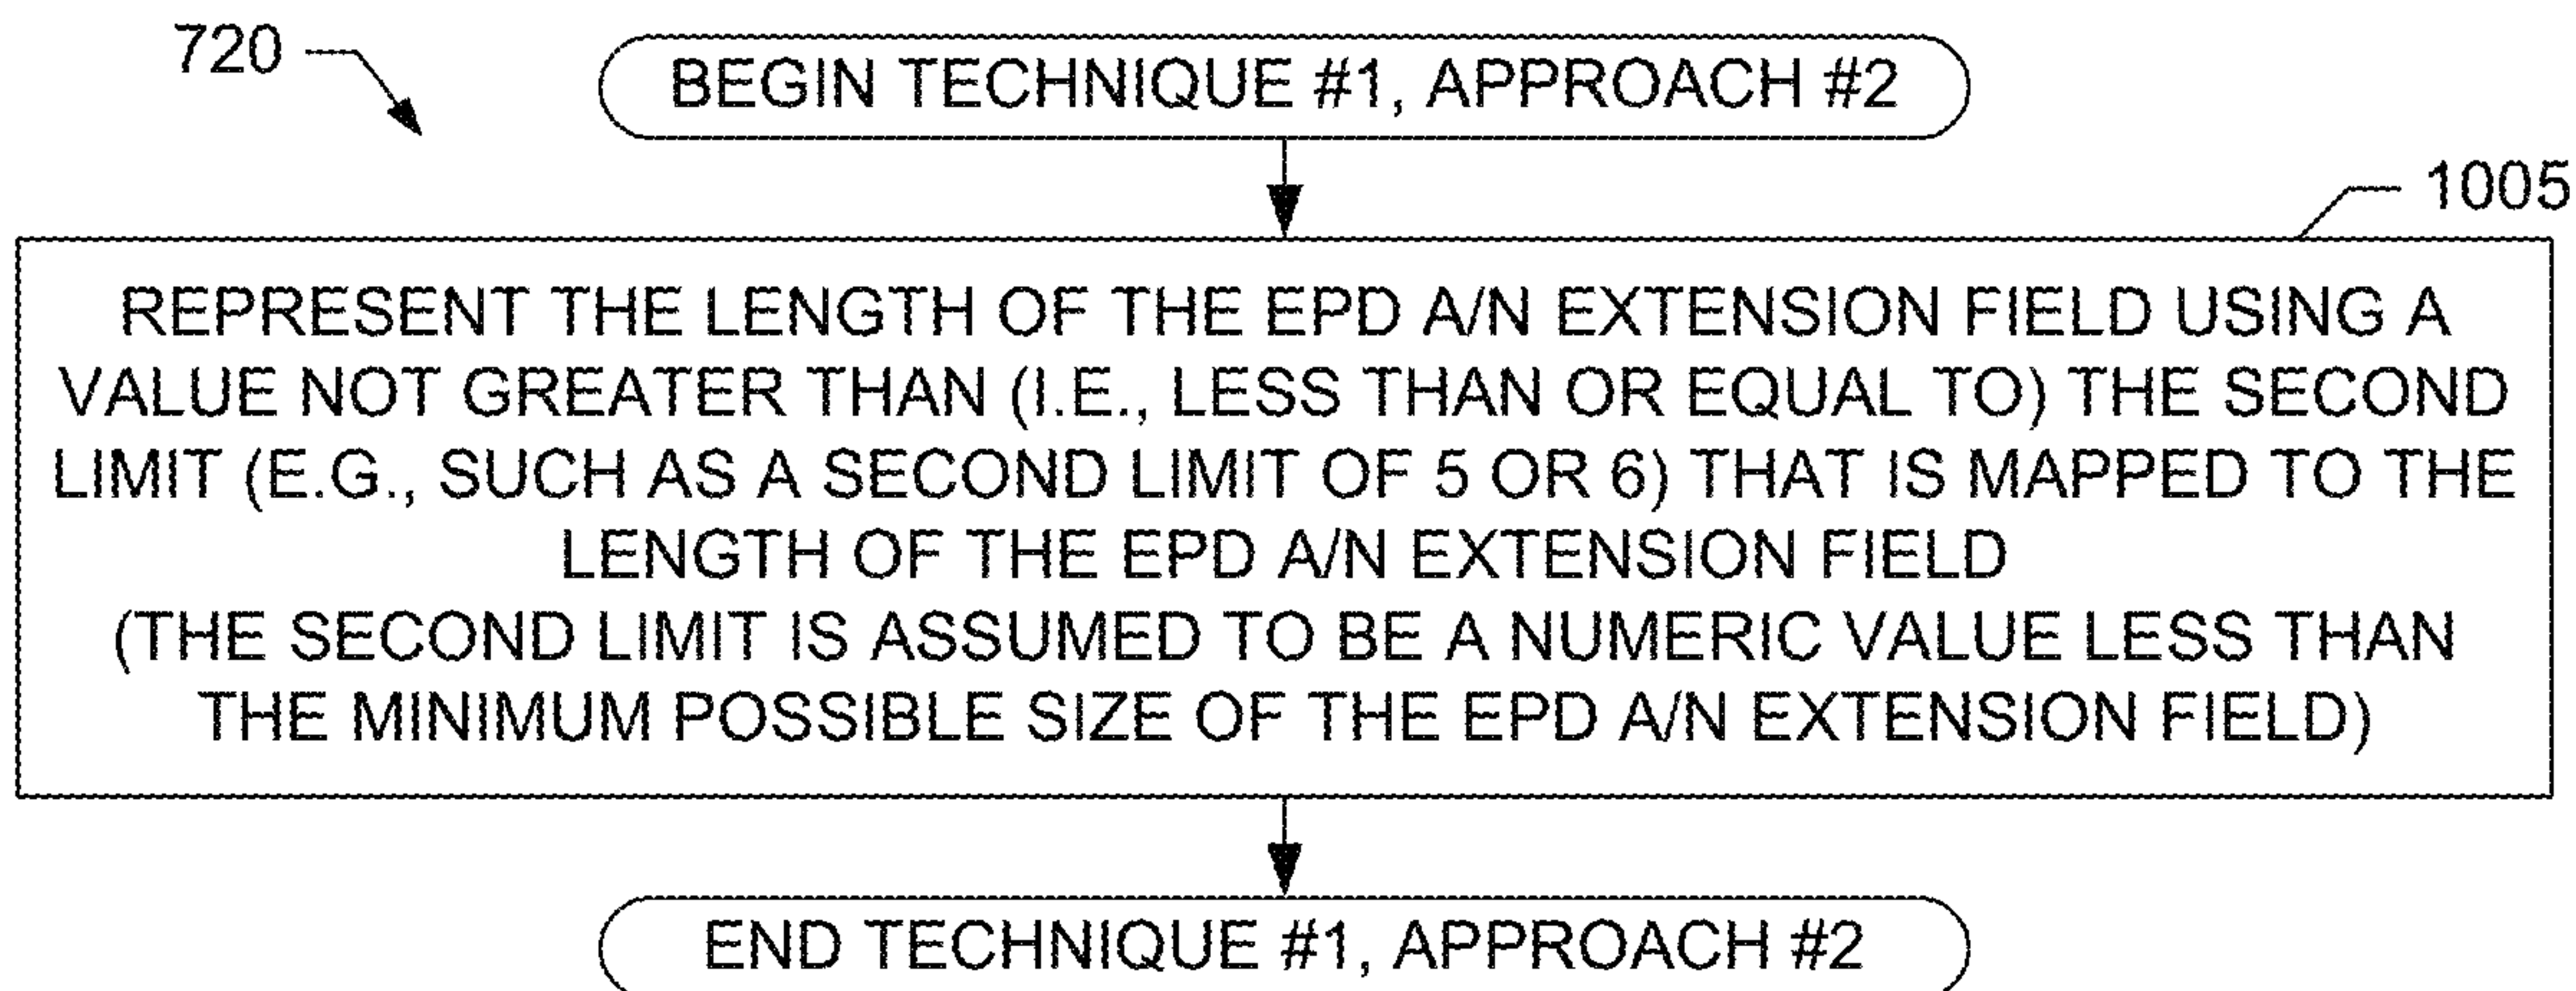 720
BEGIN TECHNIQUE #1, APPROACH #2
1005
REPRESENT THE LENGTH OF THE EPD A/N EXTENSION FIELD USING A
VALUE NOT GREATER THAN (I.E., LESS THAN OR EQUAL TO) THE SECOND
LIMIT (E.G., SUCH AS A SECOND LIMIT OF 5 OR 6) THAT IS MAPPED TO THE
LENGTH OF THE EPD A/N EXTENSION FIELD
(THE SECOND LIMIT IS ASSUMED TO BE A NUMERIC VALUE LESS THAN
THE MINIMUM POSSIBLE SIZE OF THE EPD A/N EXTENSION FIELD)
END TECHNIQUE #1, APPROACH #2